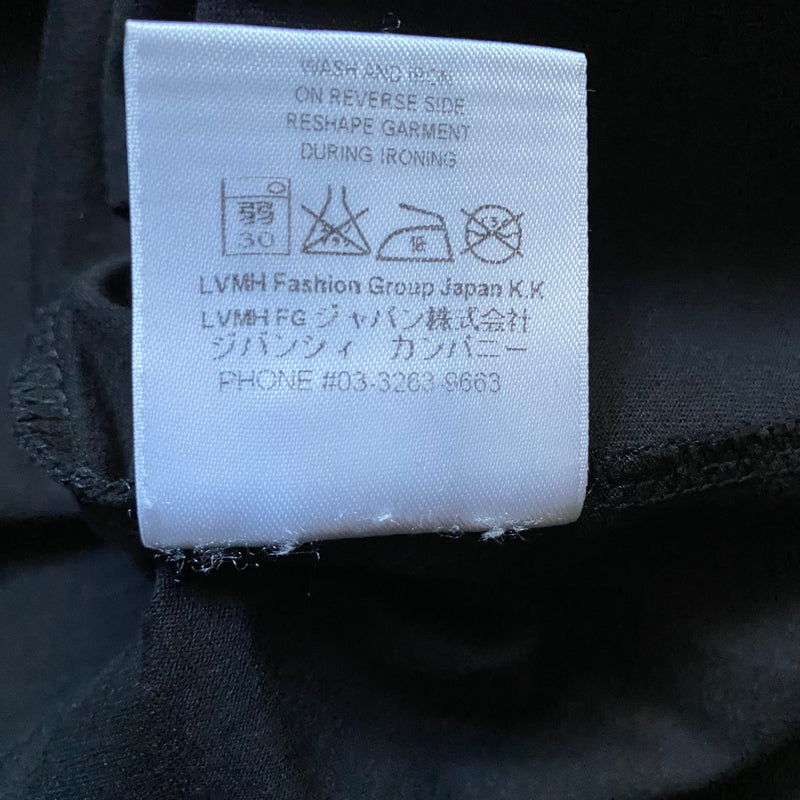 WASH AND IRON
ON REVERSE SIDE
RESHAPE GARMENT
DURING IRONING
弱
30
低
LVMH Fashion Group Japan K.K
LVMH FG ジャパン株式会社
ジバンシィ カンパニー
PHONE #03-3263-9663